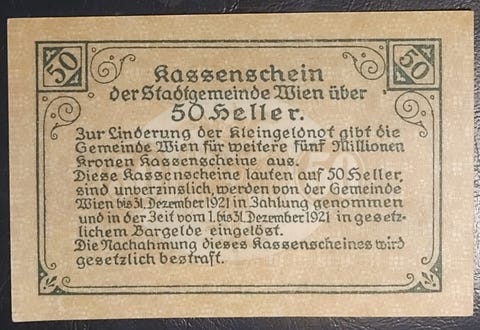 50
50
Kassenschein
der Stadtgemeinde Wien über
50 Heller.
Zur Linderung der Kleingeldnot gibt die
Gemeinde Wien für weitere fünf Millionen
Kronen Kassenscheine aus.
Diese Kassenscheine lauten auf 50 Heller,
sind unverzinslich, werden von der Gemeinde
Wien bis 31. Dezember 1921 in Zahlung genommen
und in der Zeit vom 1. bis 31. Dezember 1921 in gesetz-
lichem Bargelde eingelöst.
Die Nachahmung dieses Kassenscheines wird
gesetzlich bestraft.
50